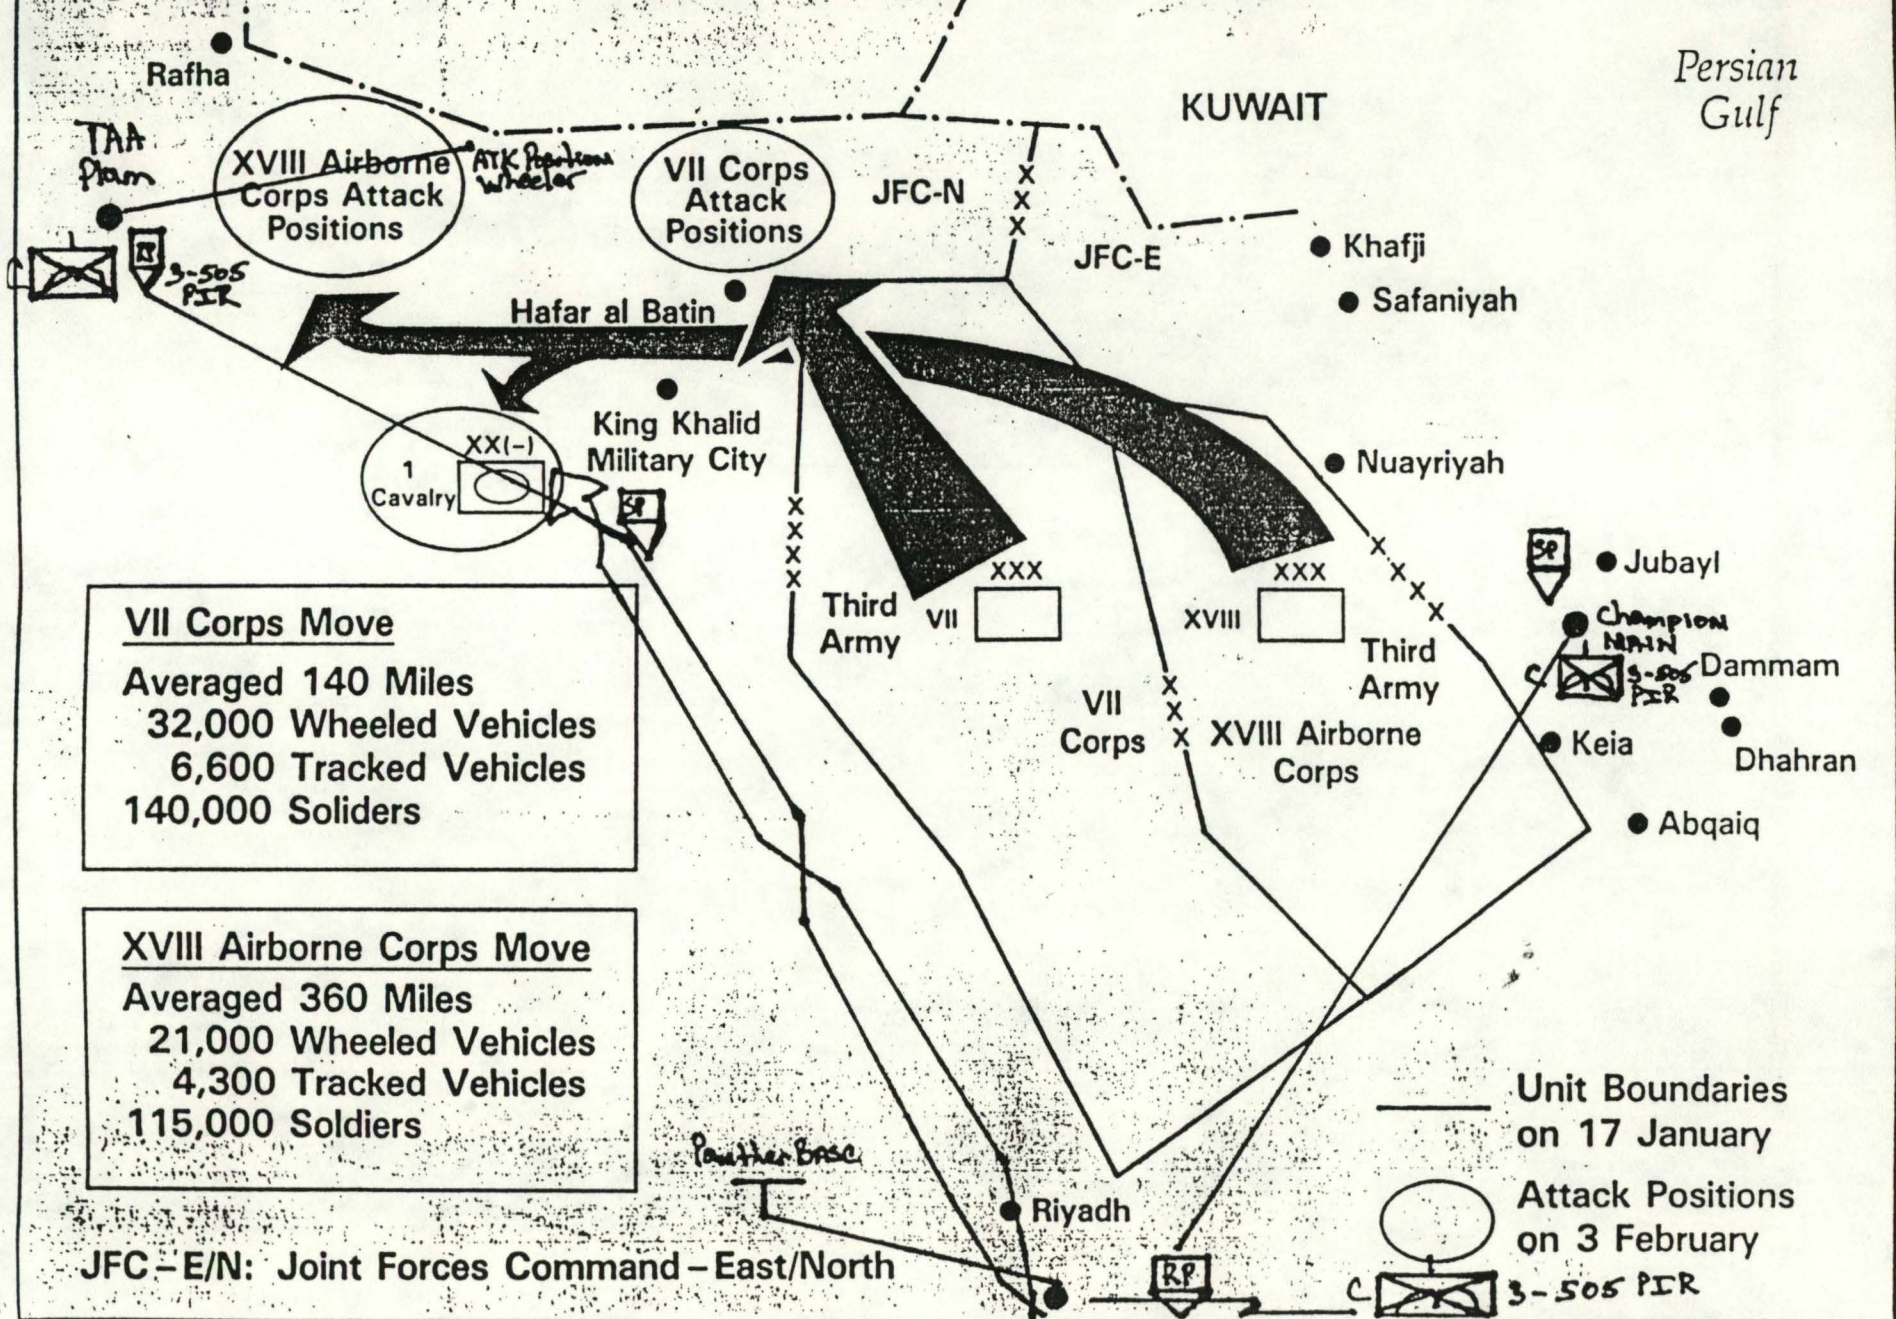 Persian
Gulf
Rafha
KUWAIT
TAA
Plum
XVIII Airborne
Corps Attack
Positions
ATK Position
Wheeler
VII Corps
Attack
Positions
JFC-N
X
X
X
JFC-E
Khafji
Safaniyah
3-505
PIR
Hafar al Batin
King Khalid
Military City
XX(-)
1
Cavalry
SP
Nuayriyah
X
X
X
X
X
X
X
X
XXX
VII
XXX
XVIII
Third
Army
Third
Army
SP
Jubayl
Champion
MAIN
C
3-505
PIR
Dammam
Dhahran
Keia
Abqaiq
VII
Corps
X
X
X
XVIII Airborne
Corps
VII Corps Move
Averaged 140 Miles
32,000 Wheeled Vehicles
6,600 Tracked Vehicles
140,000 Soliders
XVIII Airborne Corps Move
Averaged 360 Miles
21,000 Wheeled Vehicles
4,300 Tracked Vehicles
115,000 Soldiers
Panther Base
Riyadh
Unit Boundaries
on 17 January
Attack Positions
on 3 February
JFC-E/N: Joint Forces Command-East/North
RP
C
3-505 PIR